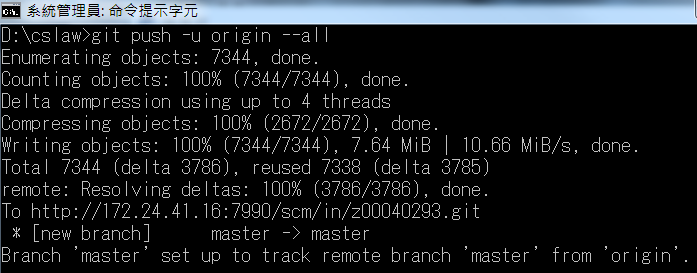 系統管理員: 命令提示字元
D:\cslaw>git push -u origin --all
Enumerating objects: 7344, done.
Counting objects: 100% (7344/7344), done.
Delta compression using up to 4 threads
Compressing objects: 100% (2672/2672), done.
Writing objects: 100% (7344/7344), 7.64 MiB | 10.66 MiB/s, done.
Total 7344 (delta 3786), reused 7338 (delta 3785)
remote: Resolving deltas: 100% (3786/3786), done.
To http://172.24.41.16:7990/scm/in/z00040293.git
 * [new branch]      master -> master
Branch 'master' set up to track remote branch 'master' from 'origin'.